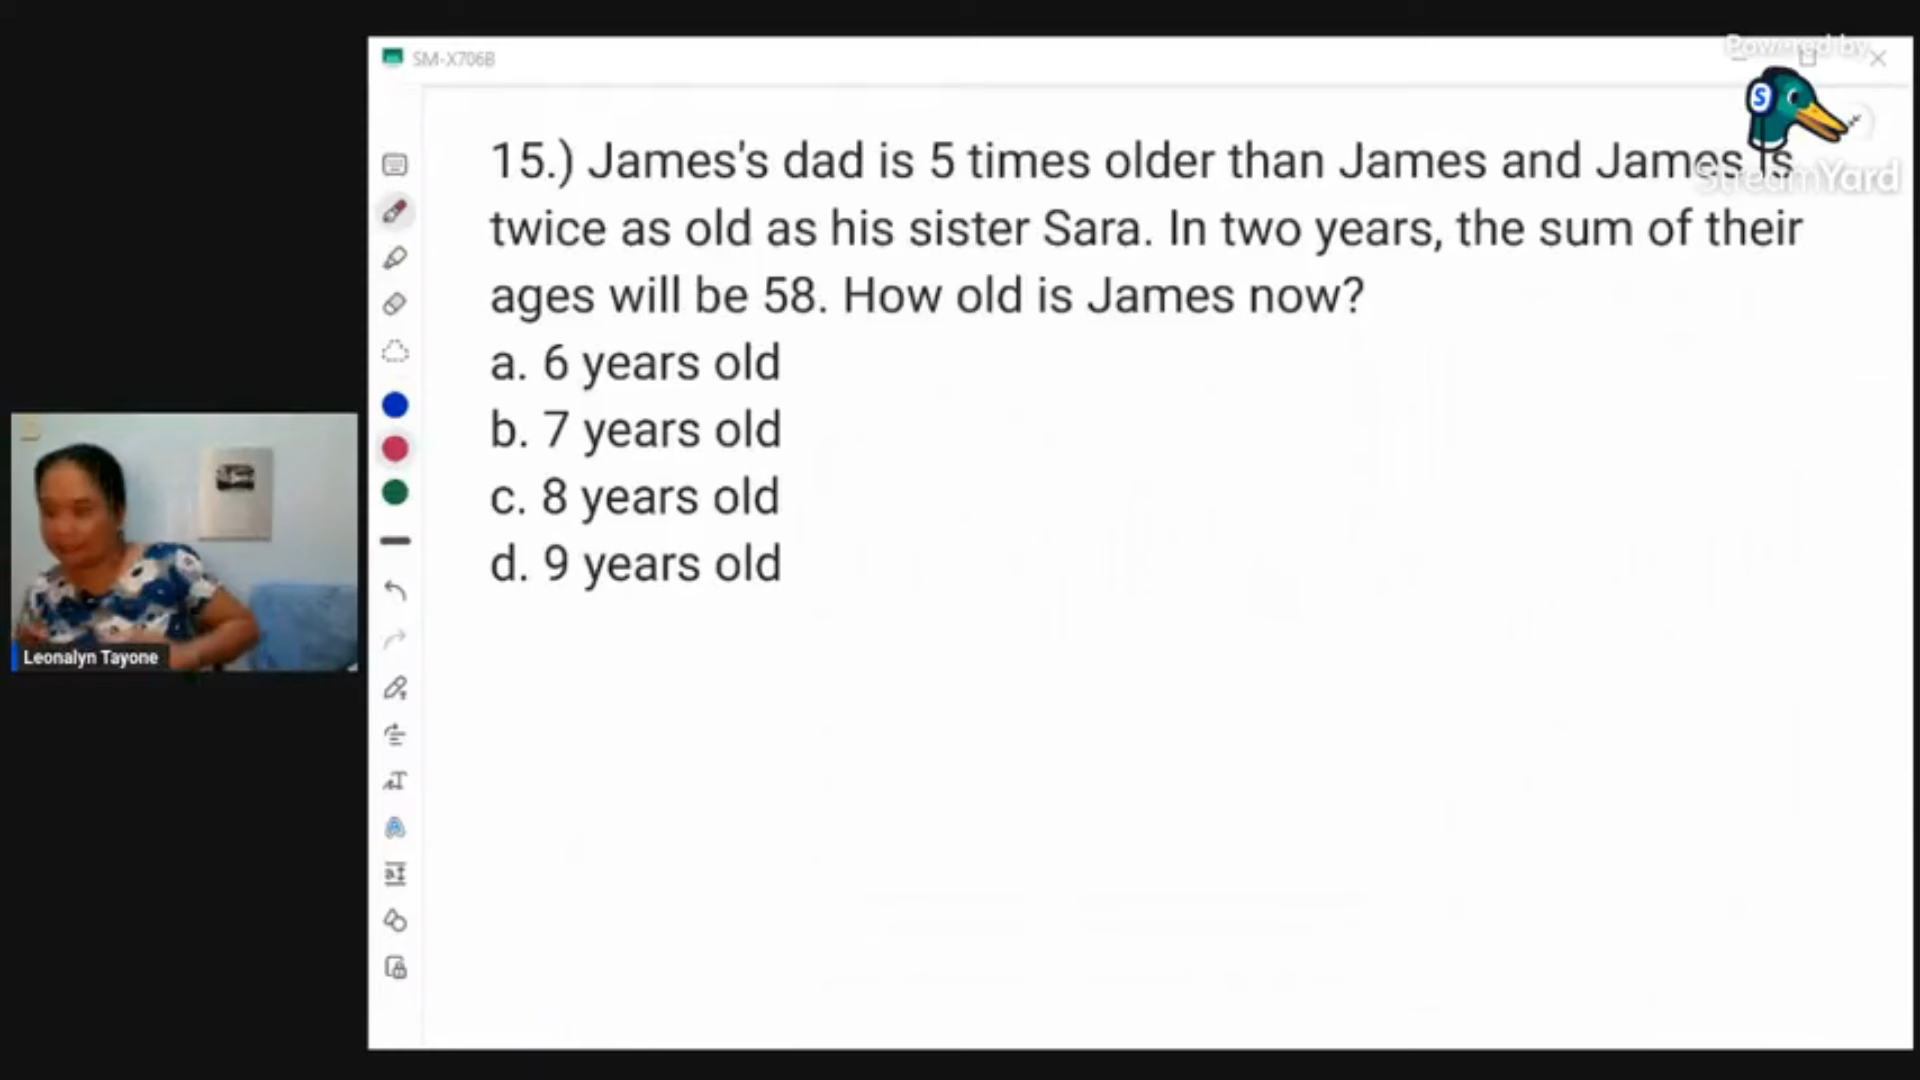 SM-X706B
Powered by
S
15.) James's dad is 5 times older than James and James is
StreamYard
twice as old as his sister Sara. In two years, the sum of their
ages will be 58. How old is James now?
a. 6 years old
b. 7 years old
c. 8 years old
d. 9 years old
Leonalyn Tayone